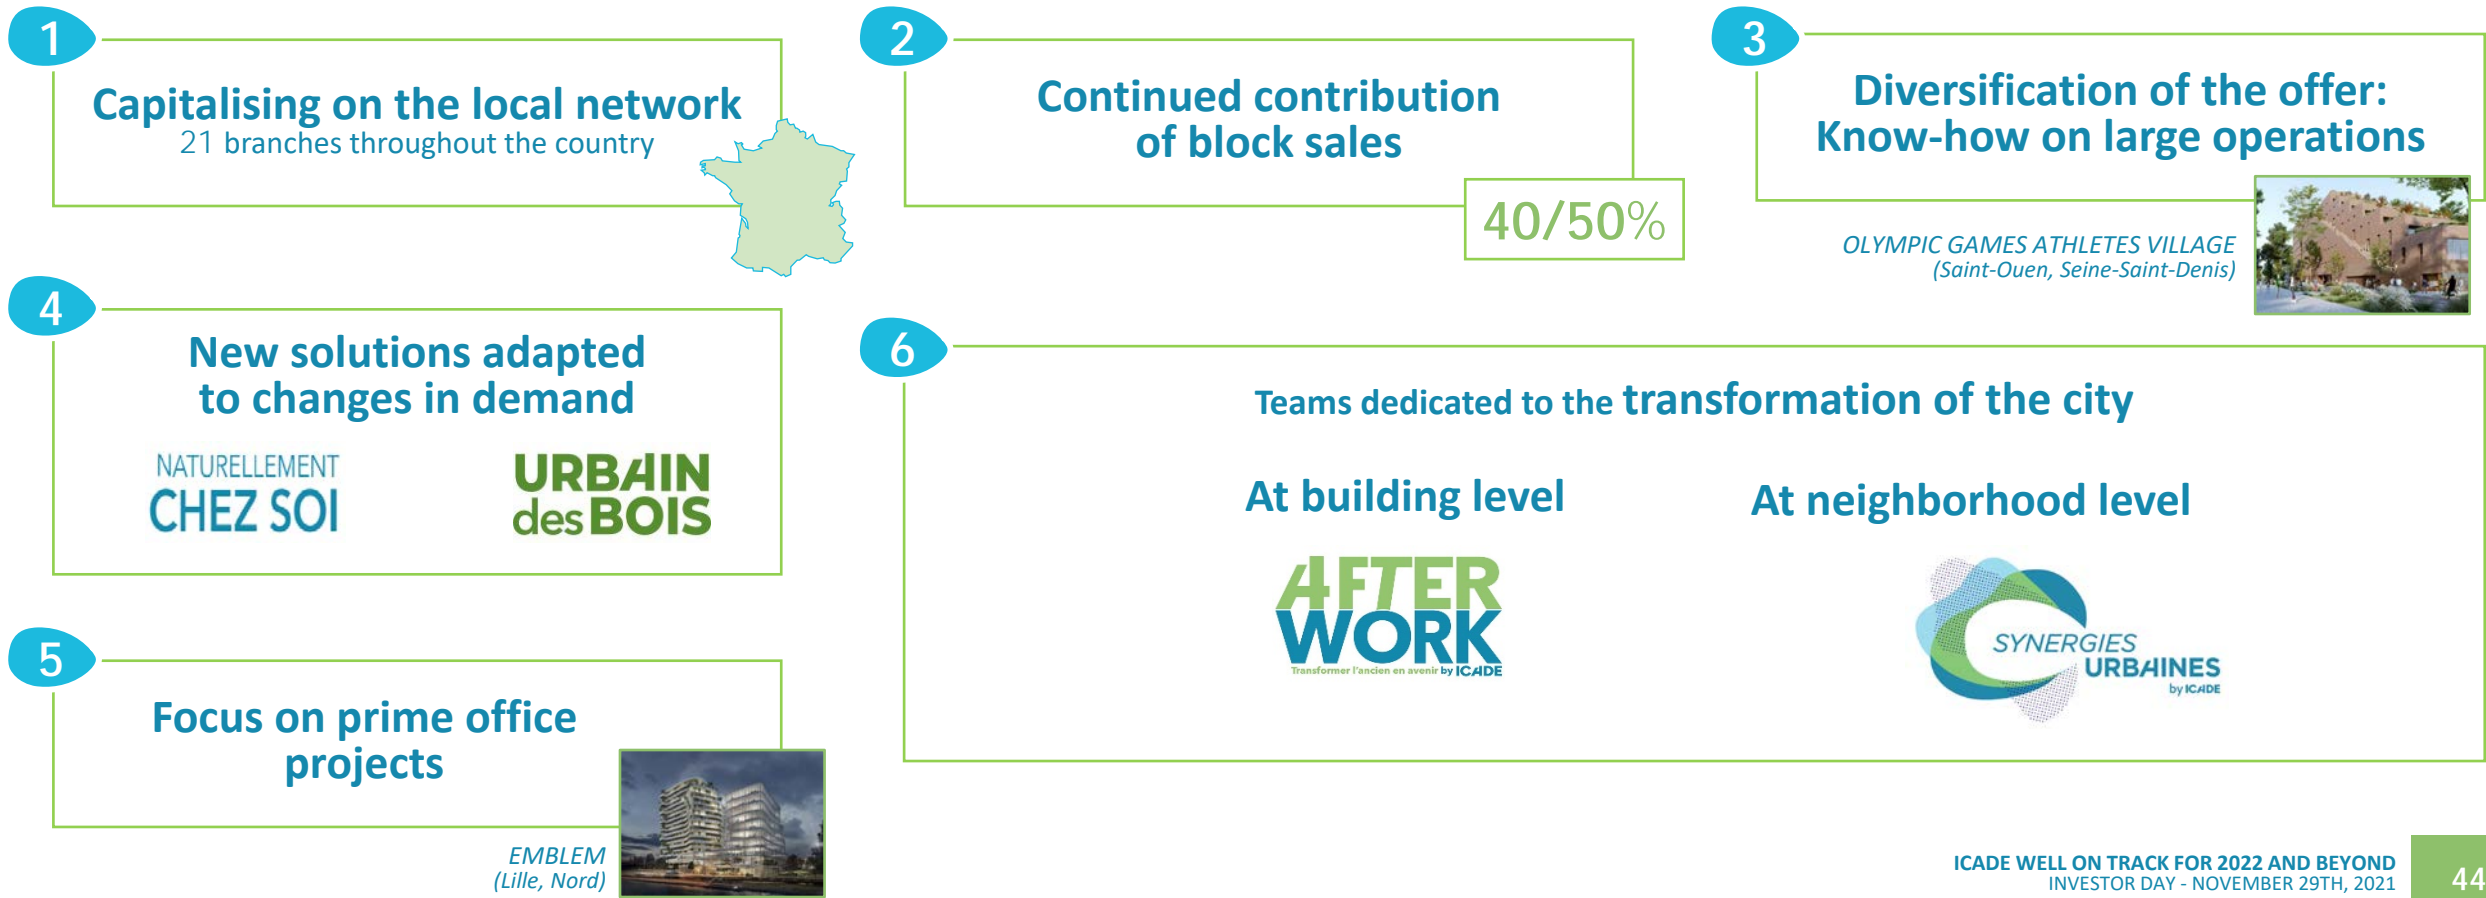 1
Capitalising on the local network
21 branches throughout the country
2
Continued contribution
of block sales
40/50%
3
Diversification of the offer:
Know-how on large operations
OLYMPIC GAMES ATHLETES VILLAGE
(Saint-Ouen, Seine-Saint-Denis)
4
New solutions adapted
to changes in demand
NATURELLEMENT
CHEZ SOI
URBAIN
des BOIS
5
Focus on prime office
projects
EMBLEM
(Lille, Nord)
6
Teams dedicated to the transformation of the city
At building level
AFTER
WORK
Transformer l'ancien en avenir by ICADE
At neighborhood level
SYNERGIES
URBAINES
by ICADE
ICADE WELL ON TRACK FOR 2022 AND BEYOND
INVESTOR DAY - NOVEMBER 29TH, 2021
44